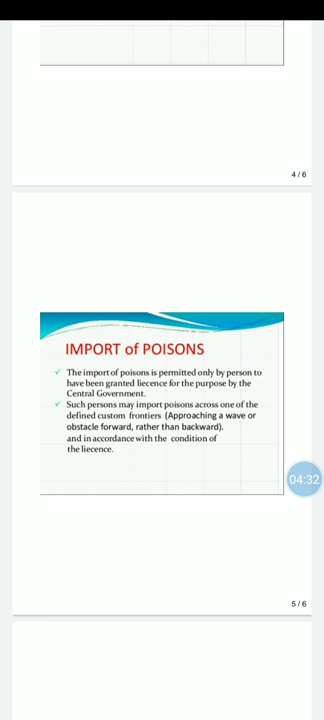 4 / 6
IMPORT of POISONS
✓ The import of poisons is permitted only by person to
have been granted liecence for the purpose by the
Central Government.
✓ Such persons may import poisons across one of the
defined custom frontiers (Approaching a wave or
obstacle forward, rather than backward).
and in accordance with the condition of
the liecence.
04:32
5 / 6